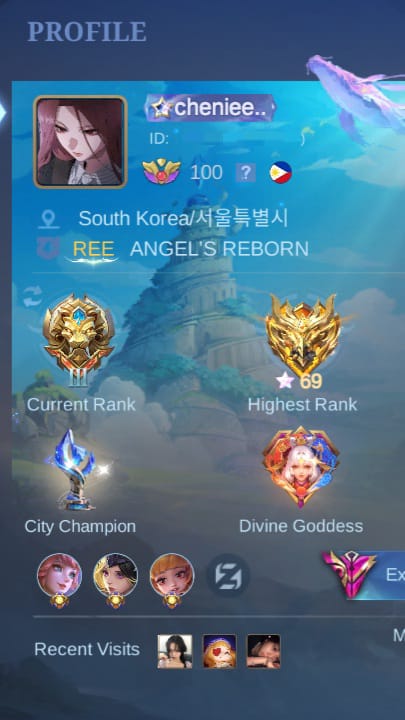 PROFILE
cheniee..
ID:
100 ?
South Korea/서울특별시
REE ANGEL'S REBORN
III
69
Current Rank
Highest Rank
City Champion
Divine Goddess
Ex
Recent Visits
M